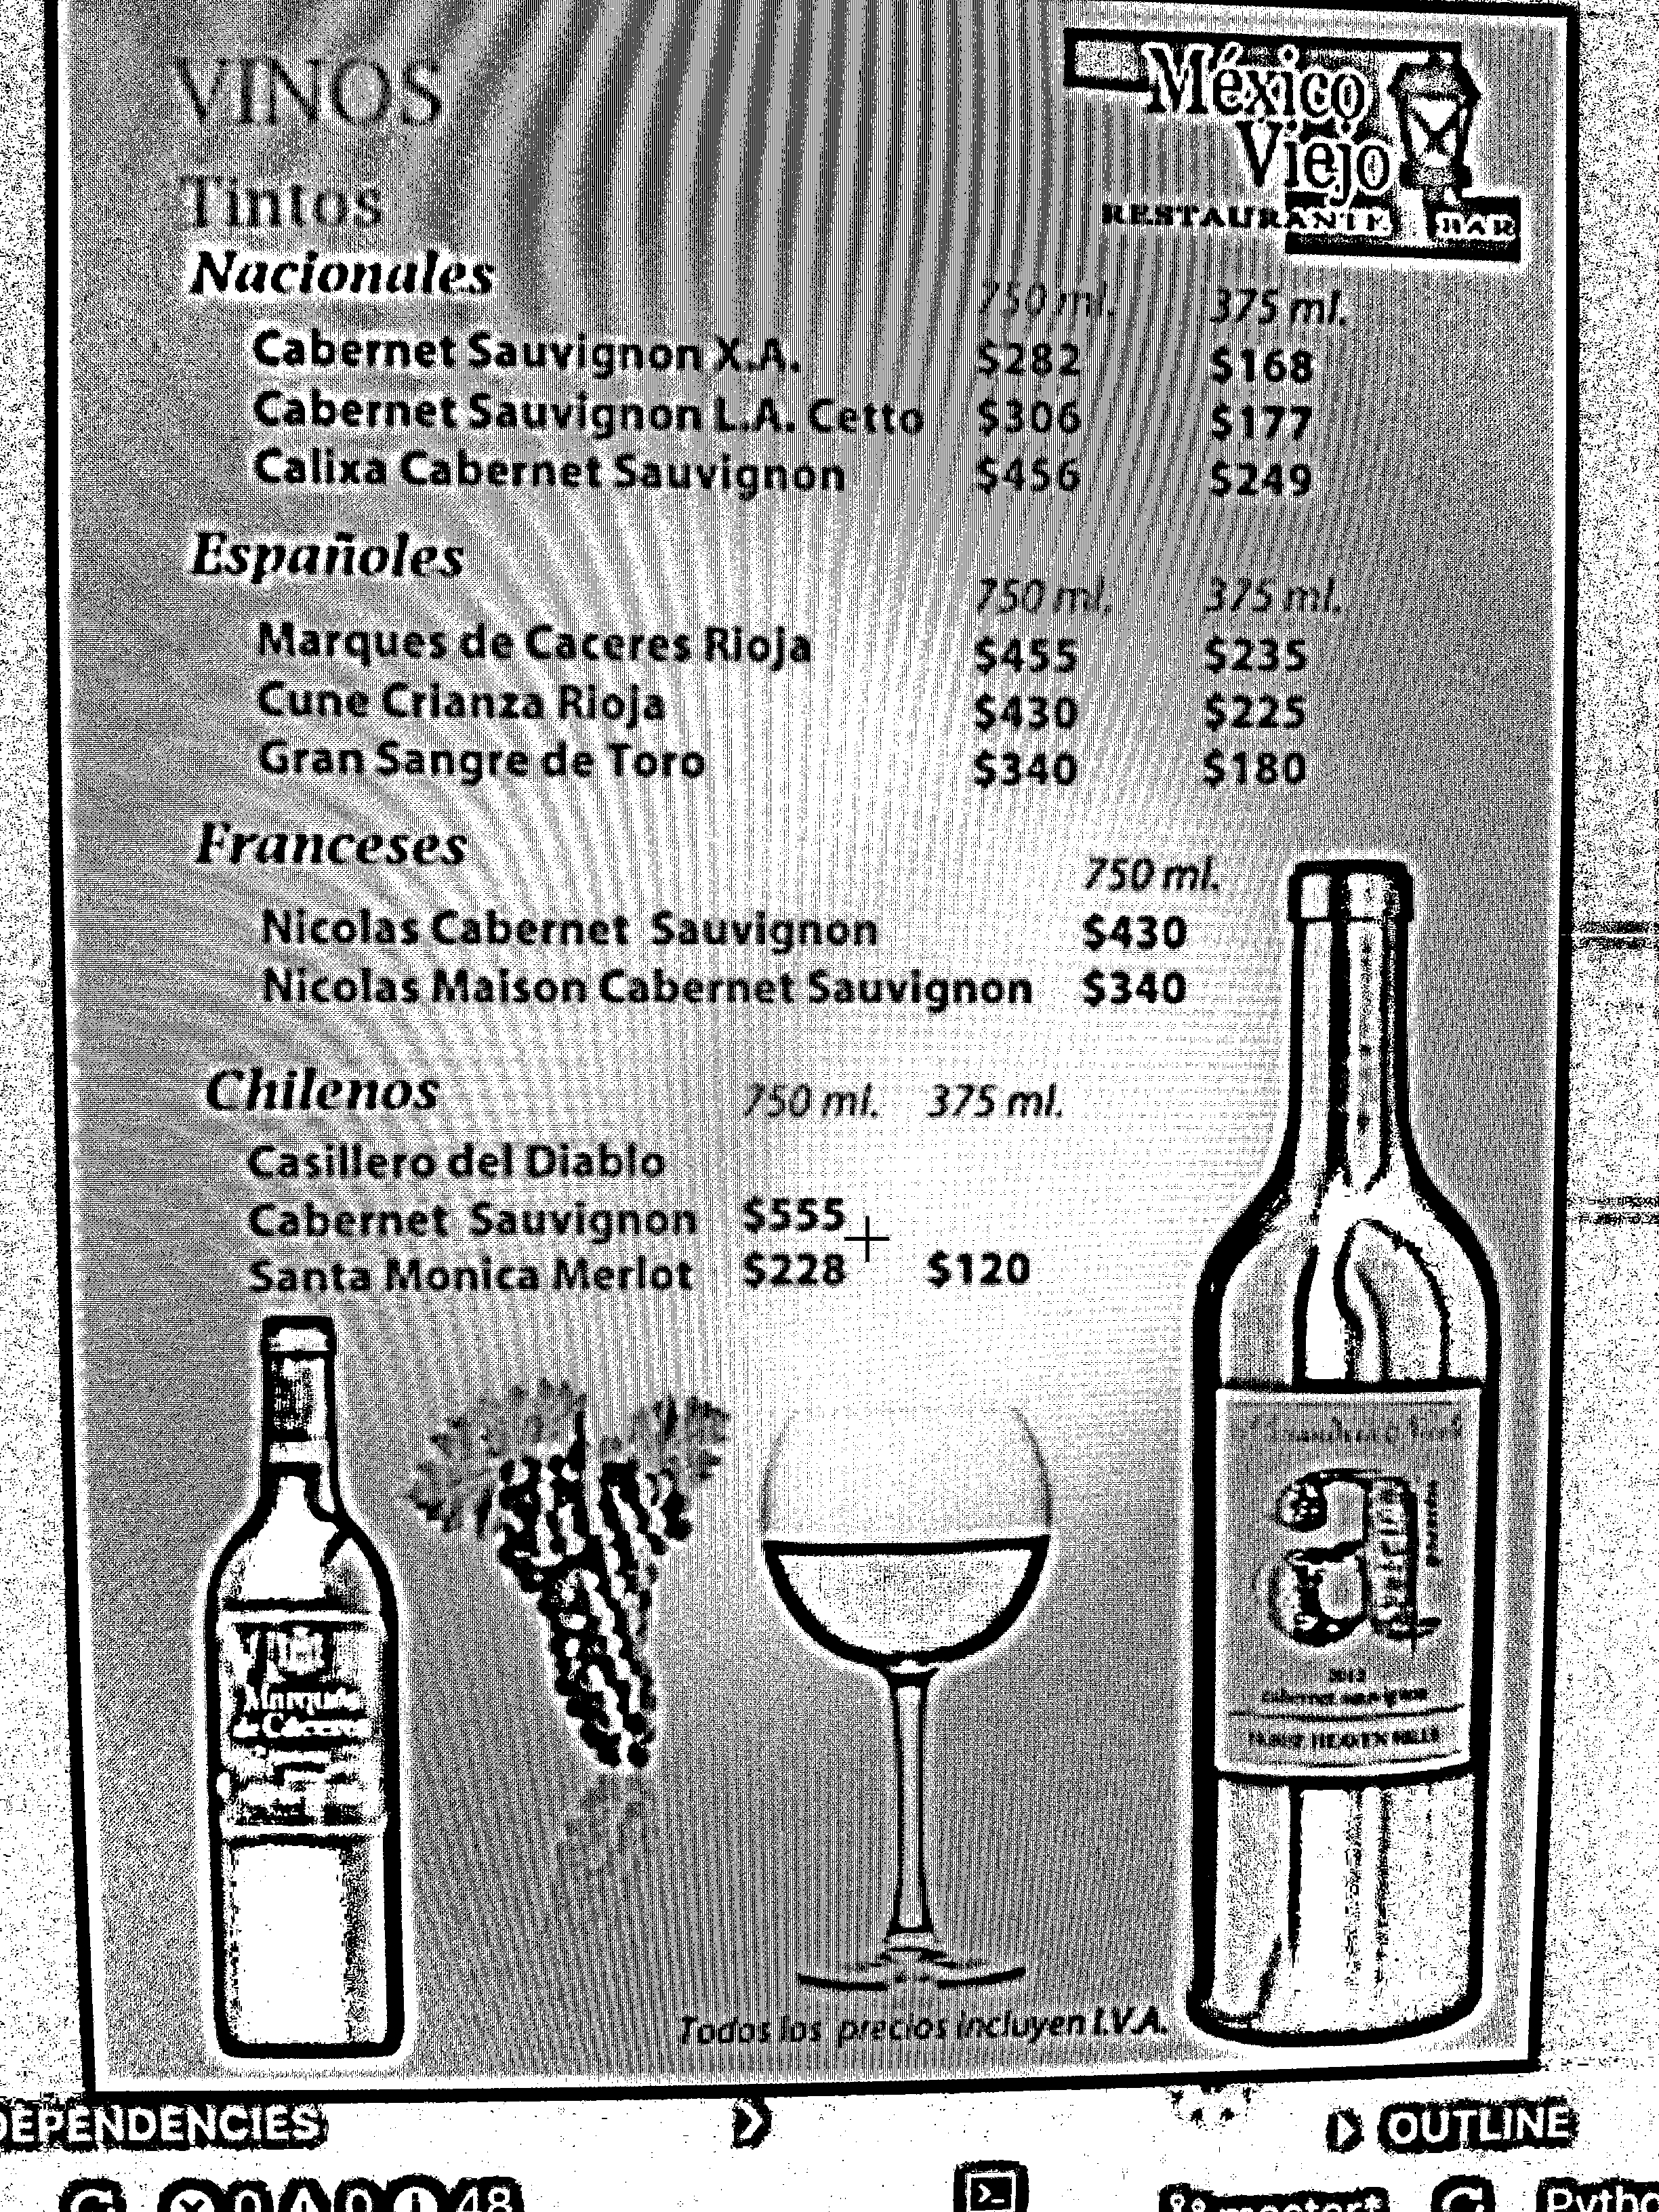 VINOS
México
Viejo
RESTAURANTE BAR
Tintos
Nacionales
750 ml. 375 ml.
Cabernet Sauvignon X.A. $282 $168
Cabernet Sauvignon L.A. Cetto $306 $177
Calixa Cabernet Sauvignon $456 $249
Españoles
750 ml. 375 ml.
Marques de Caceres Rioja $455 $235
Cune Crianza Rioja $430 $225
Gran Sangre de Toro $340 $180
Franceses
750 ml.
Nicolas Cabernet Sauvignon $430
Nicolas Maison Cabernet Sauvignon $340
Chilenos 750 ml. 375 ml.
Casillero del Diablo
Cabernet Sauvignon $555
Santa Monica Merlot $228 $120
a
2012
cabernet sauvignon
HEAVEN HILLS
Marqués
de Cáceres
Todos los precios incluyen I.V.A.
DEPENDENCIES
OUTLINE
0 0 48